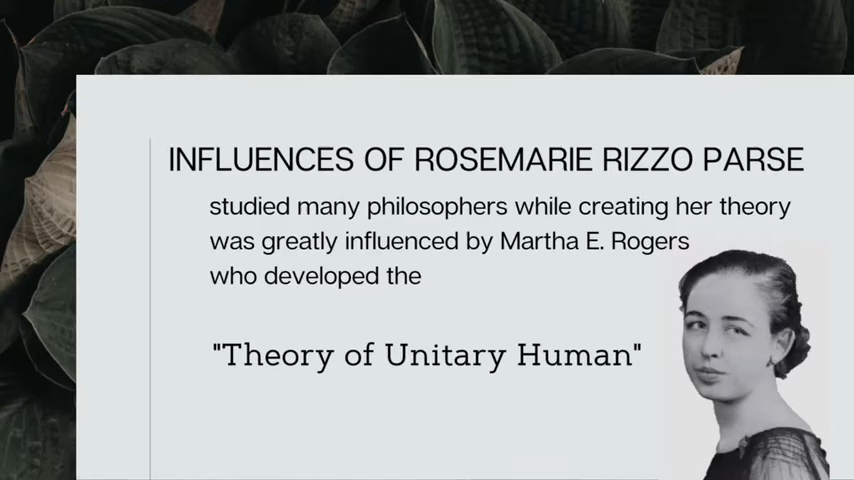 INFLUENCES OF ROSEMARIE RIZZO PARSE
studied many philosophers while creating her theory
was greatly influenced by Martha E. Rogers
who developed the
"Theory of Unitary Human"